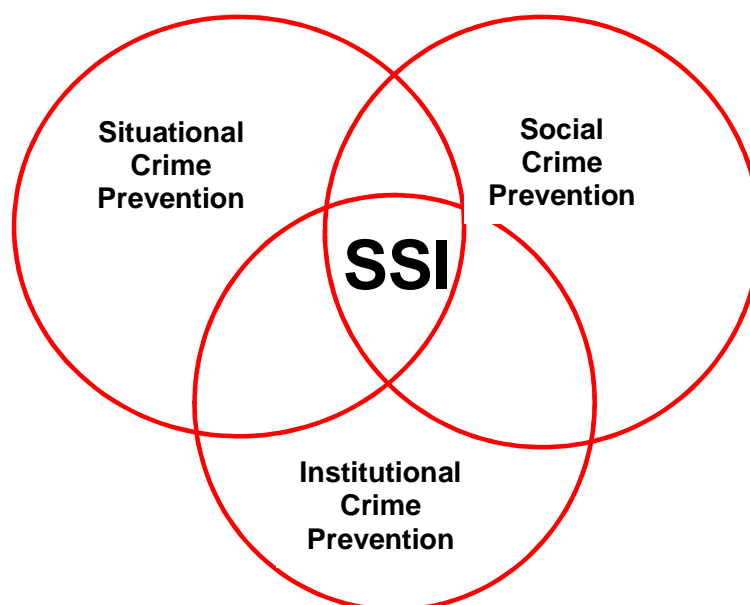 Situational
Crime
Prevention
Social
Crime
Prevention
SSI
Institutional
Crime
Prevention